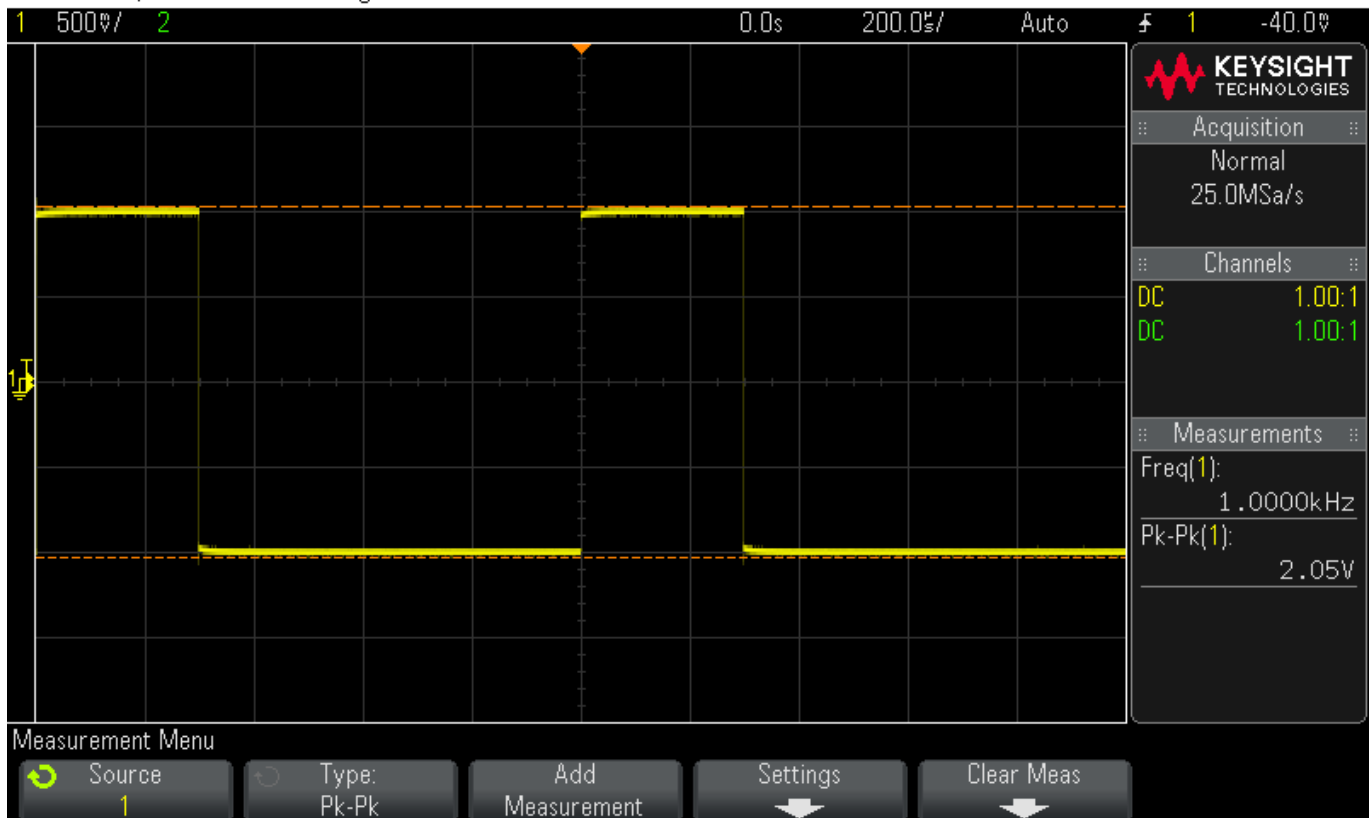 1 500mV/ 2 0.0s 200.0us/ Auto 1 -40.0mV
KEYSIGHT
TECHNOLOGIES
Acquisition
Normal
25.0MSa/s
Channels
DC 1.00:1
DC 1.00:1
1
T
Measurements
Freq(1):
1.0000kHz
Pk-Pk(1):
2.05V
Measurement Menu
Source
1
Type:
Pk-Pk
Add
Measurement
Settings
Clear Meas